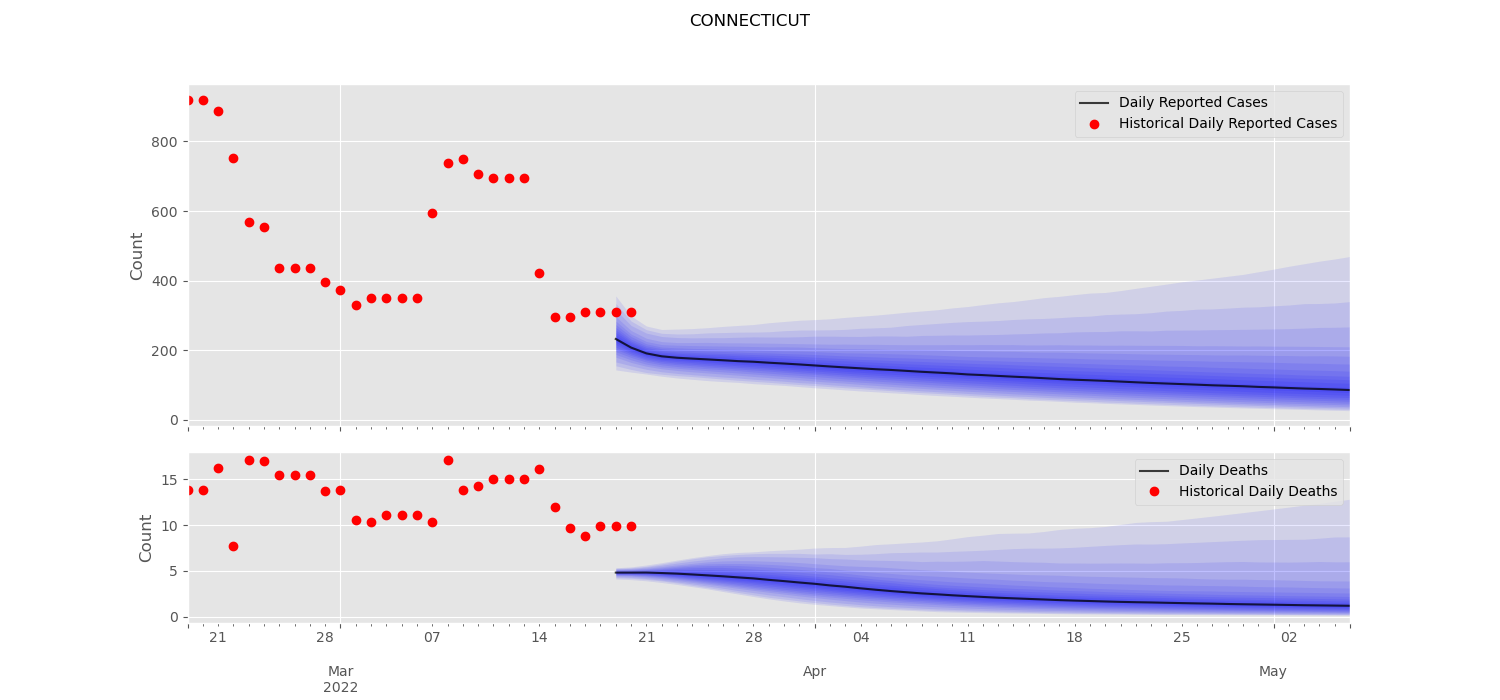 CONNECTICUT
Daily Reported Cases
Historical Daily Reported Cases
800
600
400
200
0
Count
Daily Deaths
Historical Daily Deaths
15
10
5
0
Count
21 28 07 14 21 28 04 11 18 25 02
Mar Apr May
2022